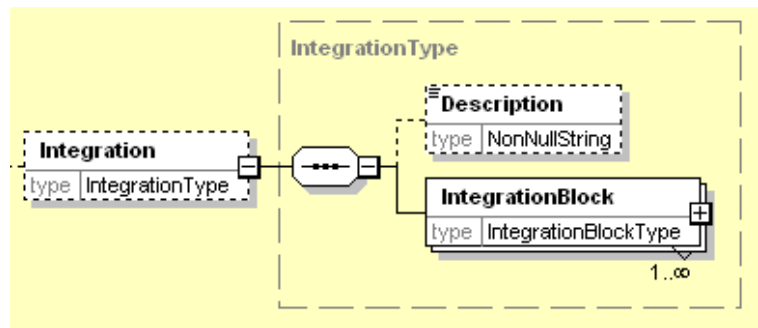 IntegrationType
Description
type NonNullString
Integration
type IntegrationType
IntegrationBlock
type IntegrationBlockType
1..∞